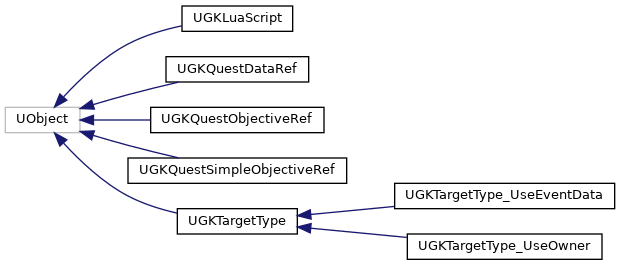 UGKLuaScript
UGKQuestDataRef
UObject
UGKQuestObjectiveRef
UGKQuestSimpleObjectiveRef
UGKTargetType_UseEventData
UGKTargetType
UGKTargetType_UseOwner